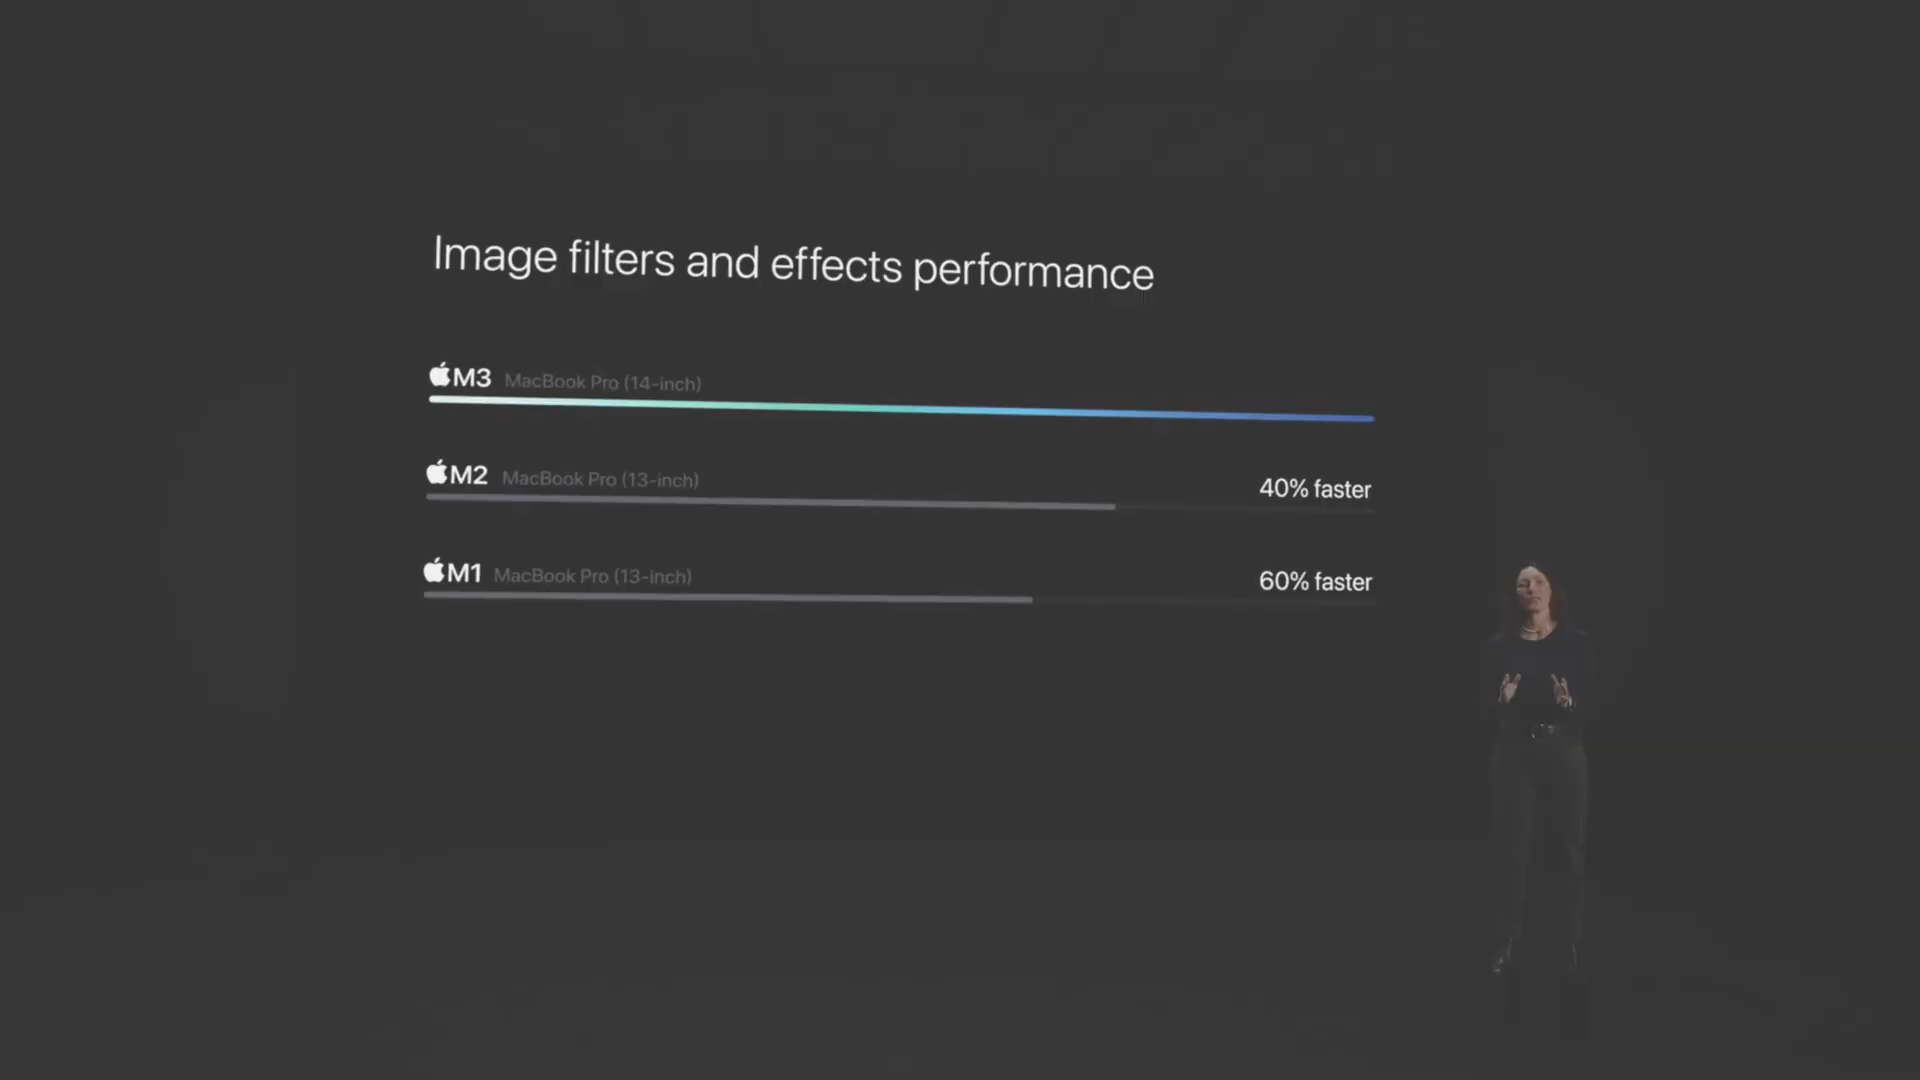 Image filters and effects performance
M3 MacBook Pro (14-inch)
M2 MacBook Pro (13-inch) 40% faster
M1 MacBook Pro (13-inch) 60% faster